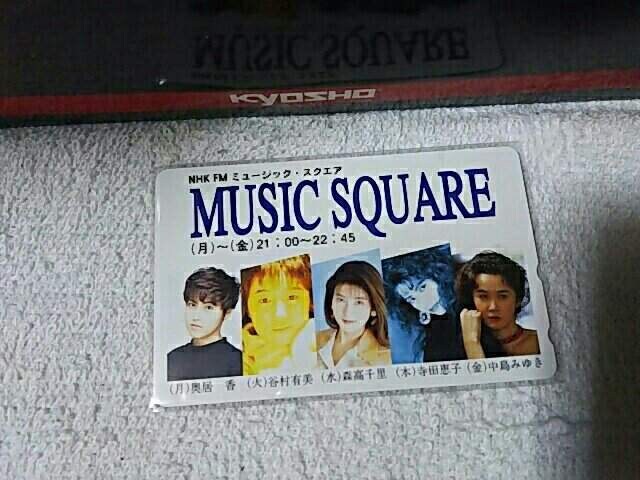 KYOSHO
NHK FM ミュージック・スクエア
MUSIC SQUARE
(月)～(金)21：00～22：45
(月)奥居 香 (火)谷村有美 (水)森高千里 (木)寺田恵子 (金)中島みゆき